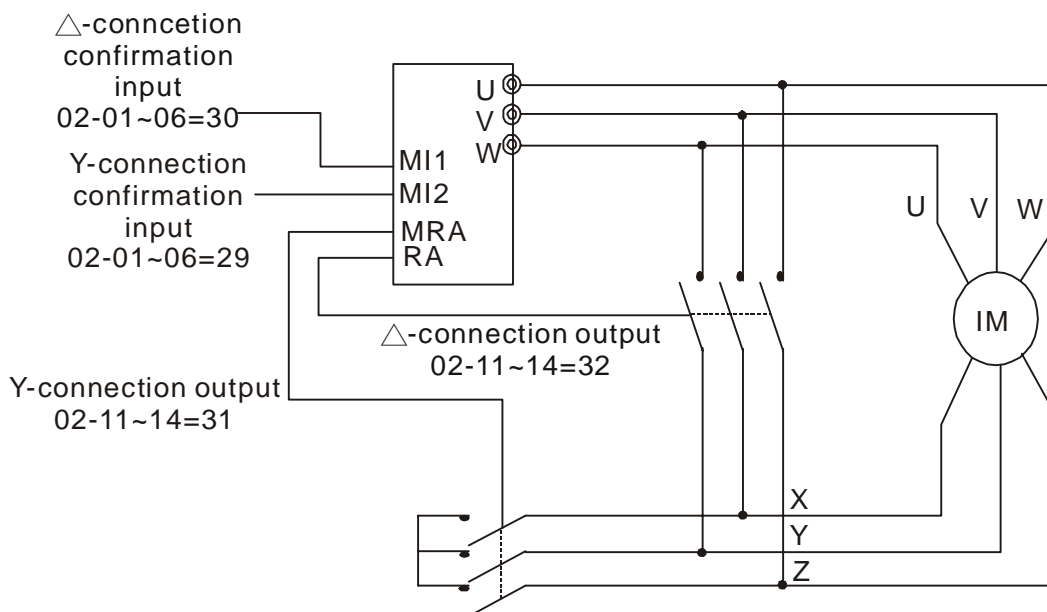 △-conncetion
confirmation
input
02-01~06=30
Y-connection
confirmation
input
02-01~06=29
U
V
W
MI1
MI2
MRA
RA
△-connection output
02-11~14=32
Y-connection output
02-11~14=31
U V W
IM
X
Y
Z